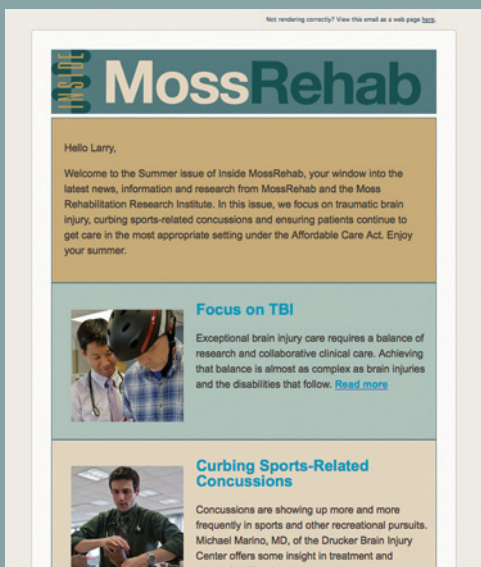 Not rendering correctly? View this email as a web page here.
INSIDE
MossRehab
Hello Larry,
Welcome to the Summer issue of Inside MossRehab, your window into the
latest news, information and research from MossRehab and the Moss
Rehabilitation Research Institute. In this issue, we focus on traumatic brain
injury, curbing sports-related concussions and ensuring patients continue to
get care in the most appropriate setting under the Affordable Care Act. Enjoy
your summer.
Focus on TBI
Exceptional brain injury care requires a balance of
research and collaborative clinical care. Achieving
that balance is almost as complex as brain injuries
and the disabilities that follow. Read more
Curbing Sports-Related
Concussions
Concussions are showing up more and more
frequently in sports and other recreational pursuits.
Michael Marino, MD, of the Drucker Brain Injury
Center offers some insight in treatment and